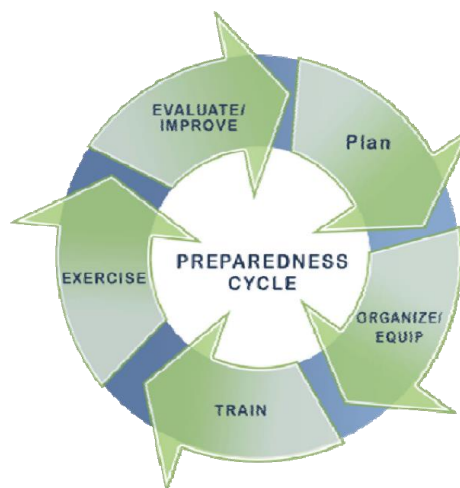 EVALUATE/
IMPROVE
Plan
PREPAREDNESS
CYCLE
EXERCISE
ORGANIZE/
EQUIP
TRAIN